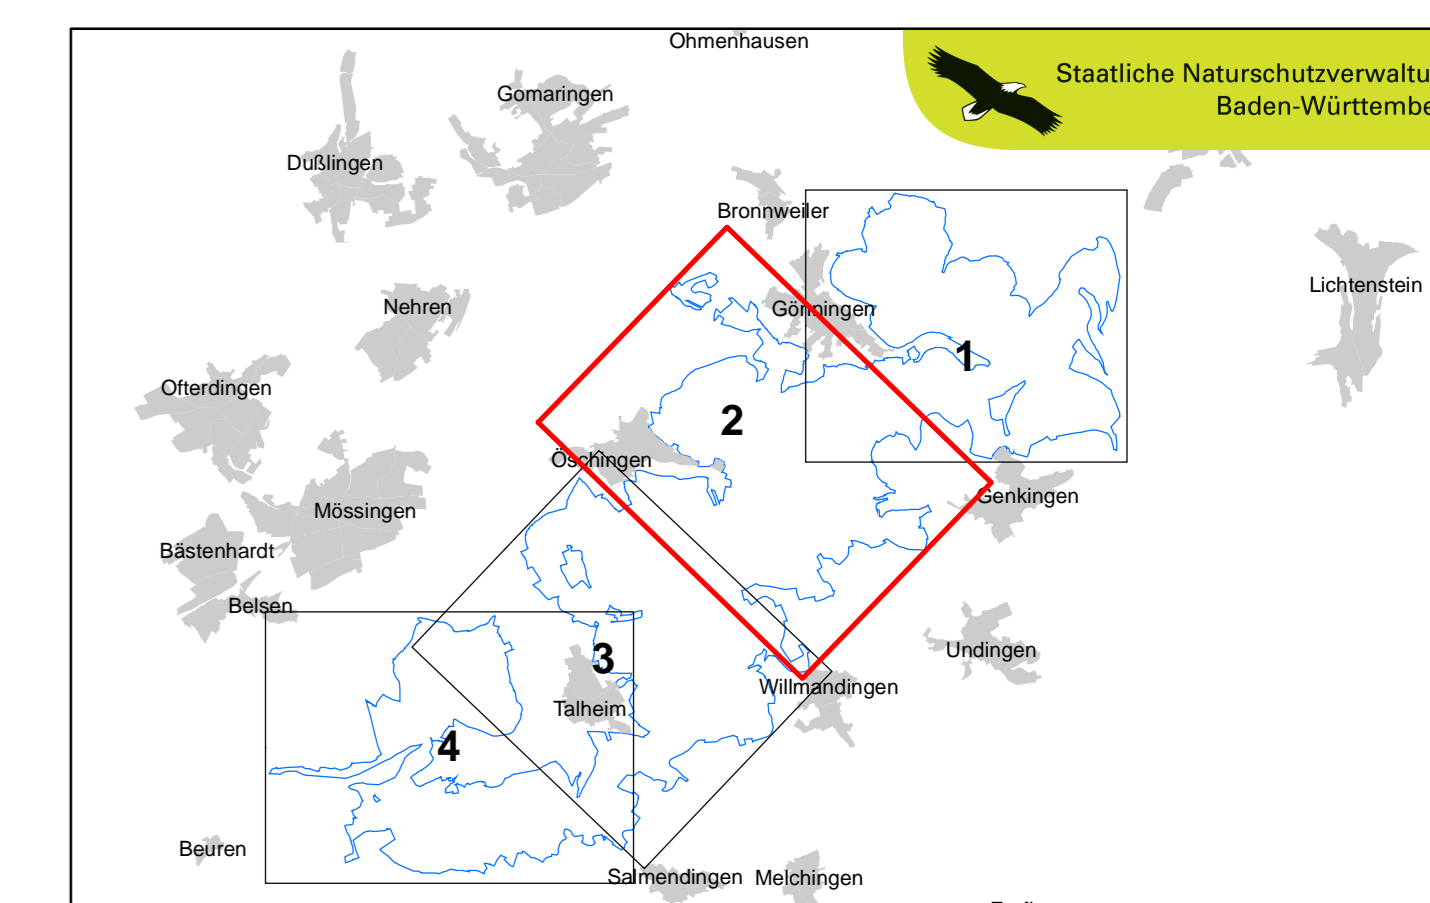 Ohmenhausen
Staatliche Naturschutzverwaltu
Baden-Württembe
Gomaringen
Dußlingen
Bronnweiler
Lichtenstein
Nehren
Gönningen
1
Ofterdingen
2
Öschingen
Genkingen
Mössingen
Bästenhardt
Belsen
Undingen
3
Willmandingen
Talheim
4
Beuren
Salmendingen
Melchingen